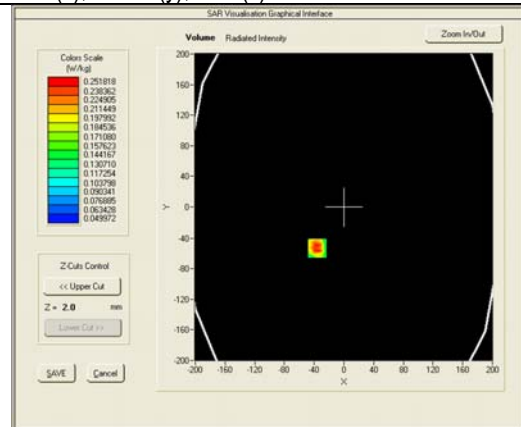 SAR Visualisation Graphical Interface
Volume Radiated Intensity
Zoom In/Out
Colors Scale
(W/kg)
0.251818
0.238362
0.224905
0.211449
0.197992
0.184536
0.171080
0.157623
0.144167
0.130710
0.117254
0.103798
0.090341
0.076885
0.063428
0.049972
Z-Cuts Control
<< Upper Cut
Z = 2.0 mm
Lower Cut >>
SAVE
Cancel
200-
160-
120-
80-
40-
0-
-40-
-80-
-120-
-160-
-200-
Y
-200 -160 -120 -80 -40 0 40 80 120 160 200
X